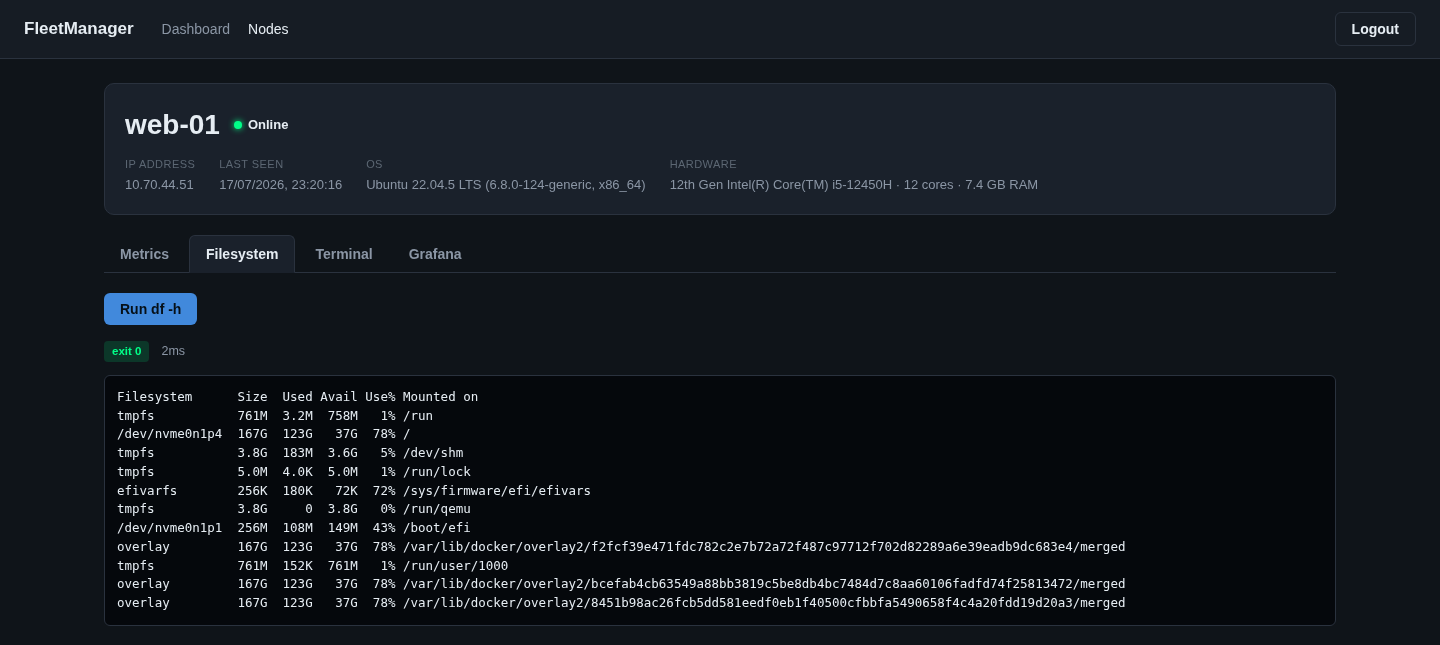 FleetManager Dashboard Nodes Logout
web-01 Online
IP ADDRESS LAST SEEN OS HARDWARE
10.70.44.51 17/07/2026, 23:20:16 Ubuntu 22.04.5 LTS (6.8.0-124-generic, x86_64) 12th Gen Intel(R) Core(TM) i5-12450H · 12 cores · 7.4 GB RAM
Metrics Filesystem Terminal Grafana
Run df -h
exit 0 2ms
Filesystem      Size  Used Avail Use% Mounted on
tmpfs           761M  3.2M  758M   1% /run
/dev/nvme0n1p4  167G  123G   37G  78% /
tmpfs           3.8G  183M  3.6G   5% /dev/shm
tmpfs           5.0M  4.0K  5.0M   1% /run/lock
efivarfs        256K  180K   72K  72% /sys/firmware/efi/efivars
tmpfs           3.8G     0  3.8G   0% /run/qemu
/dev/nvme0n1p1  256M  108M  149M  43% /boot/efi
overlay         167G  123G   37G  78% /var/lib/docker/overlay2/f2fcf39e471fdc782c2e7b72a72f487c97712f702d82289a6e39eadb9dc683e4/merged
tmpfs           761M  152K  761M   1% /run/user/1000
overlay         167G  123G   37G  78% /var/lib/docker/overlay2/bcefab4cb63549a88bb3819c5be8db4bc7484d7c8aa60106fadfd74f25813472/merged
overlay         167G  123G   37G  78% /var/lib/docker/overlay2/8451b98ac26fcb5dd581eedf0eb1f40500cfbbfa5490658f4c4a20fdd19d20a3/merged